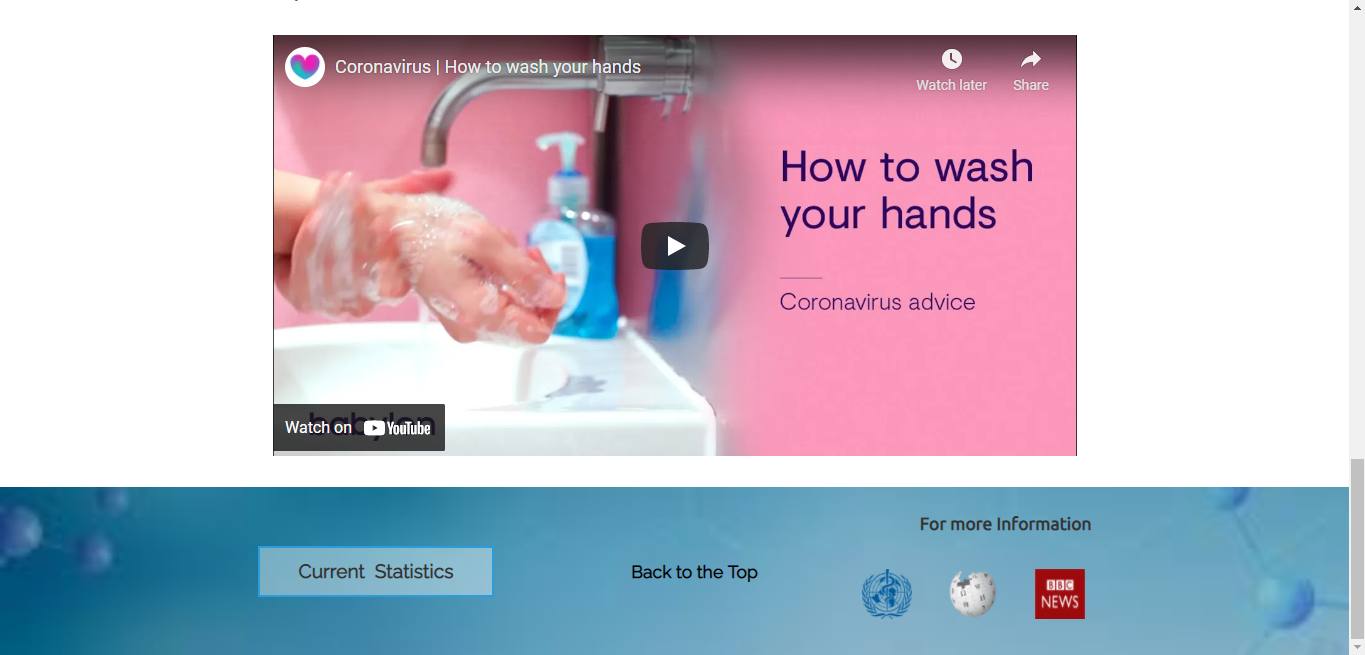 Coronavirus | How to wash your hands
Watch later
Share
How to wash
your hands
Coronavirus advice
babylon
Watch on YouTube
For more Information
Current Statistics
Back to the Top
BBC
NEWS